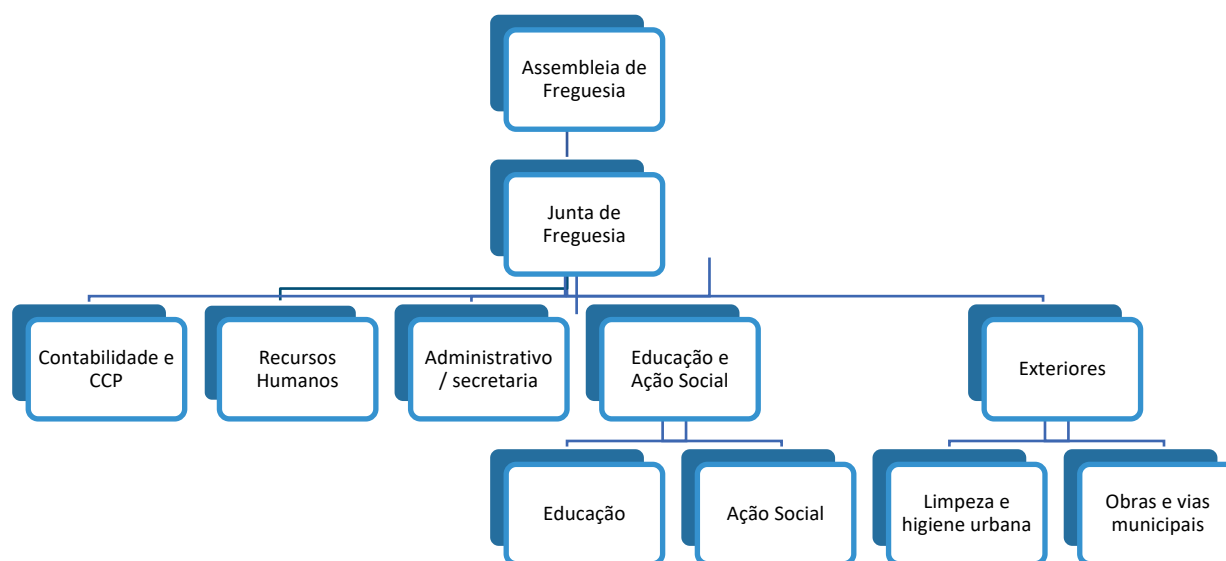 Assembleia de
Freguesia
Junta de
Freguesia
Contabilidade e
CCP
Recursos
Humanos
Administrativo
/ secretaria
Educação e
Ação Social
Exteriores
Educação
Ação Social
Limpeza e
higiene urbana
Obras e vias
municipais